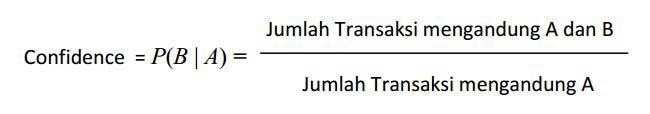 Jumlah Transaksi mengandung A dan B
Confidence = P(B | A) =
Jumlah Transaksi mengandung A